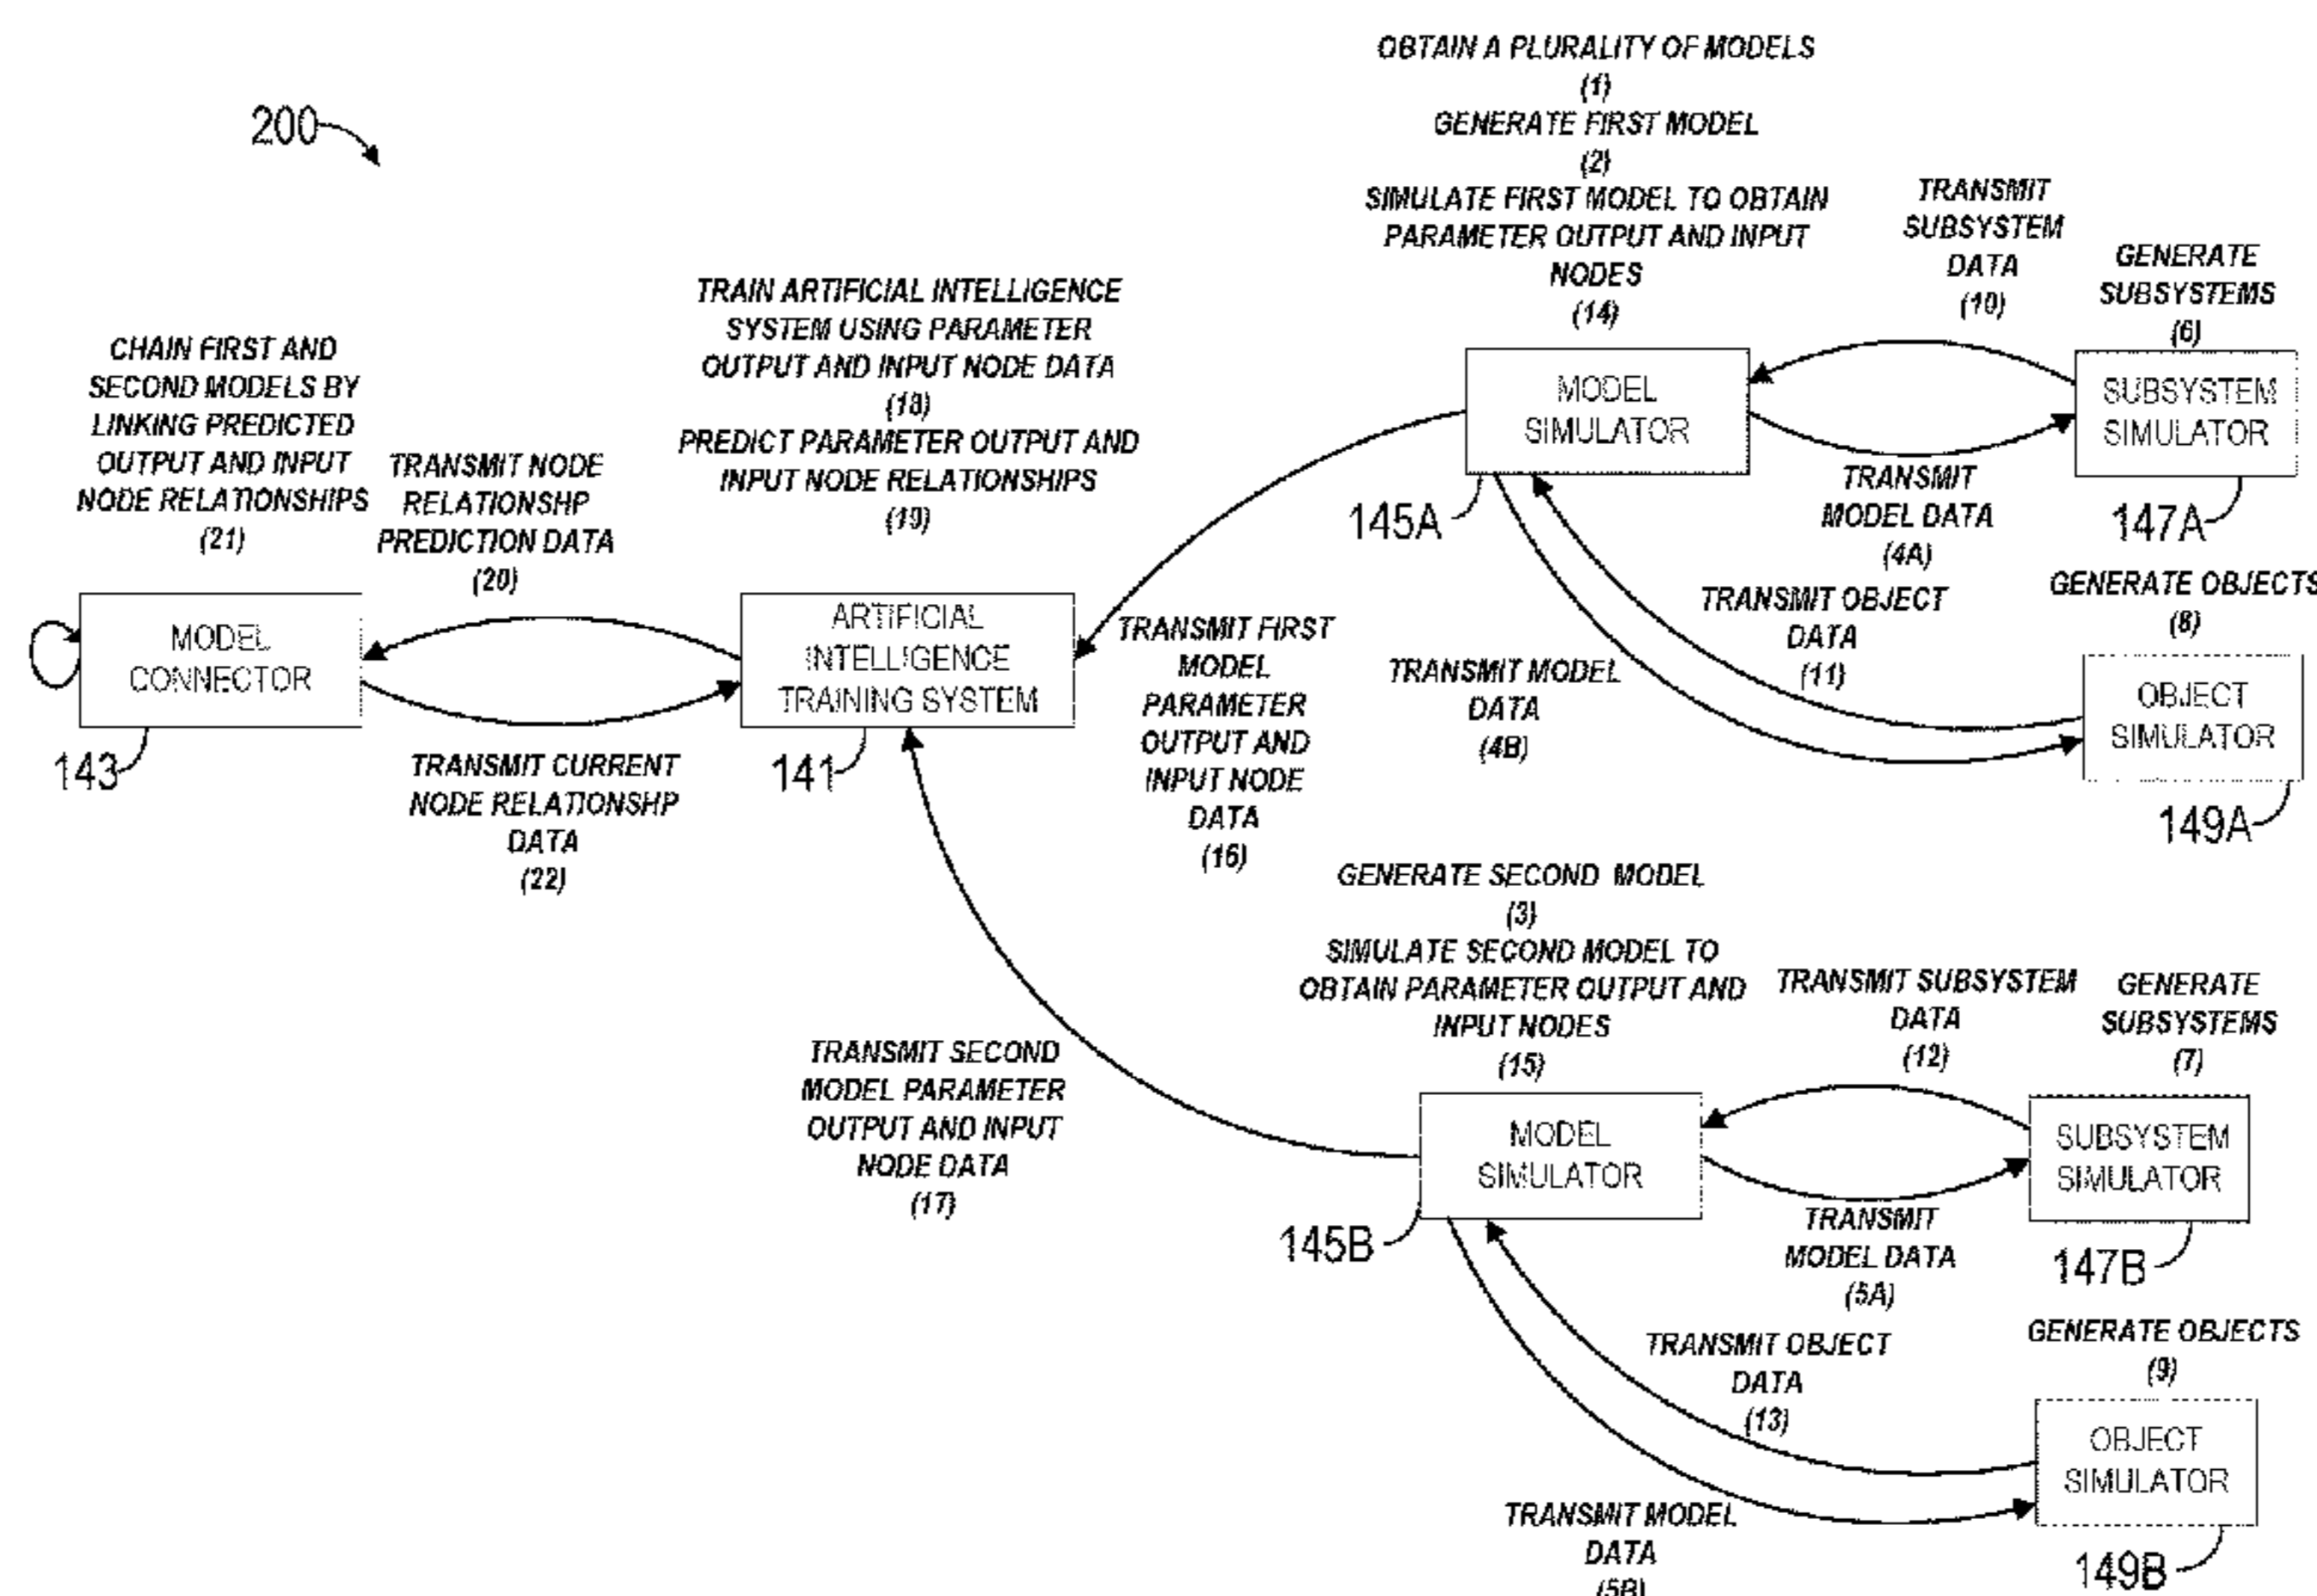 200
OBTAIN A PLURALITY OF MODELS
(1)
GENERATE FIRST MODEL
(2)
SIMULATE FIRST MODEL TO OBTAIN
PARAMETER OUTPUT AND INPUT
NODES
(14)
TRANSMIT
SUBSYSTEM
DATA
(10)
GENERATE
SUBSYSTEMS
(6)
TRAIN ARTIFICIAL INTELLIGENCE
SYSTEM USING PARAMETER
OUTPUT AND INPUT NODE DATA
(18)
PREDICT PARAMETER OUTPUT AND
INPUT NODE RELATIONSHIPS
(19)
CHAIN FIRST AND
SECOND MODELS BY
LINKING PREDICTED
OUTPUT AND INPUT
NODE RELATIONSHIPS
(21)
TRANSMIT NODE
RELATIONSHP
PREDICTION DATA
(20)
MODEL
SIMULATOR
145A
SUBSYSTEM
SIMULATOR
147A
TRANSMIT
MODEL DATA
(4A)
TRANSMIT OBJECT
DATA
(11)
GENERATE OBJECTS
(8)
MODEL
CONNECTOR
143
ARTIFICIAL
INTELLIGENCE
TRAINING SYSTEM
141
TRANSMIT FIRST
MODEL
PARAMETER
OUTPUT AND
INPUT NODE
DATA
(16)
TRANSMIT MODEL
DATA
(4B)
OBJECT
SIMULATOR
149A
TRANSMIT CURRENT
NODE RELATIONSHP
DATA
(22)
GENERATE SECOND MODEL
(3)
SIMULATE SECOND MODEL TO
OBTAIN PARAMETER OUTPUT AND
INPUT NODES
(15)
TRANSMIT SUBSYSTEM
DATA
(12)
GENERATE
SUBSYSTEMS
(7)
TRANSMIT SECOND
MODEL PARAMETER
OUTPUT AND INPUT
NODE DATA
(17)
MODEL
SIMULATOR
145B
SUBSYSTEM
SIMULATOR
147B
TRANSMIT
MODEL DATA
(5A)
TRANSMIT OBJECT
DATA
(13)
GENERATE OBJECTS
(9)
OBJECT
SIMULATOR
149B
TRANSMIT MODEL
DATA
(5B)